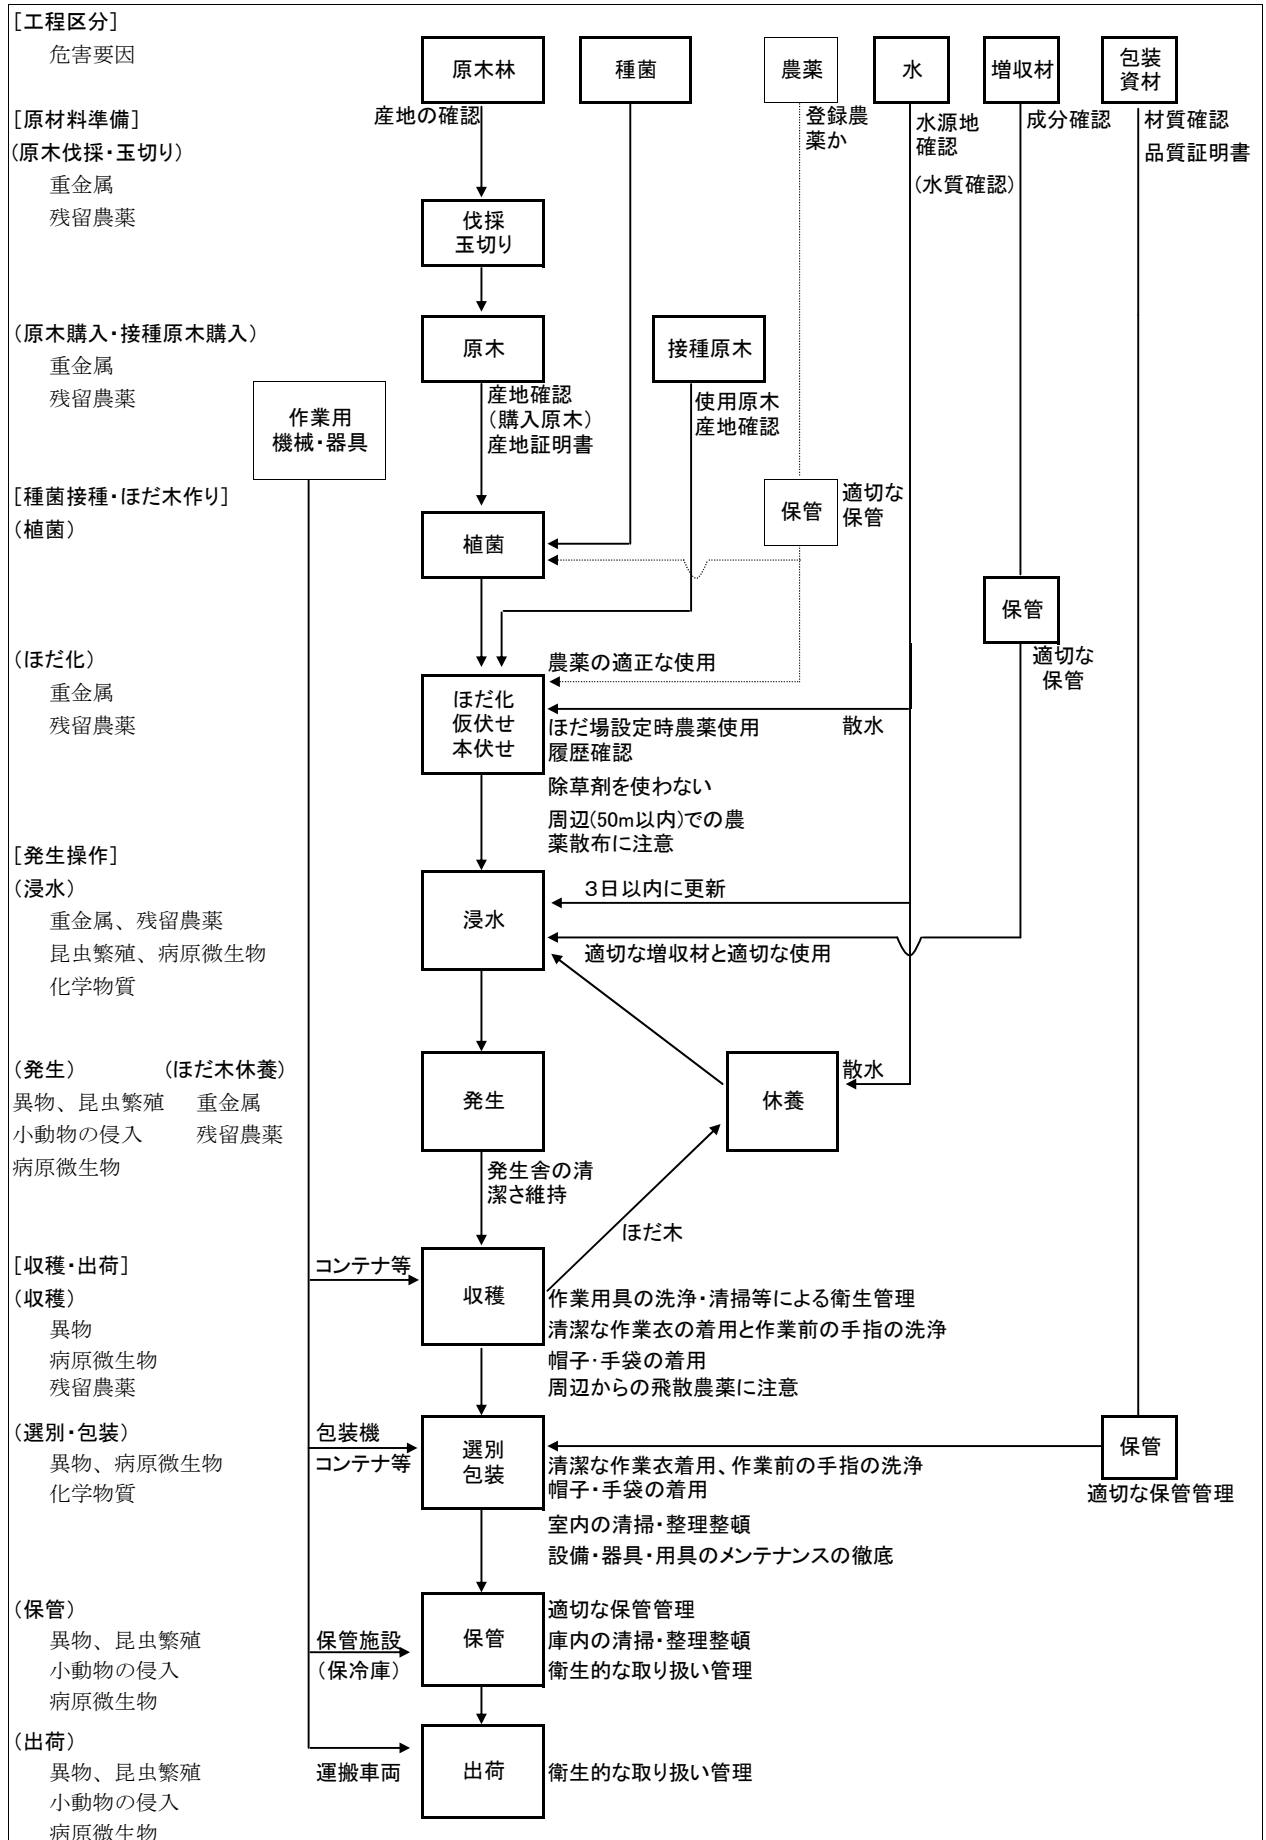 [工程区分]
危害要因
原木林
種菌
農薬
水
増収材
包装
資材
産地の確認
登録農
薬か
水源地
確認
(水質確認)
成分確認
材質確認
品質証明書
[原材料準備]
(原木伐採・玉切り)
重金属
残留農薬
伐採
玉切り
(原木購入・接種原木購入)
重金属
残留農薬
原木
接種原木
産地確認
(購入原木)
産地証明書
使用原木
産地確認
作業用
機械・器具
[種菌接種・ほだ木作り]
(植菌)
植菌
保管
適切な
保管
保管
適切な
保管
(ほだ化)
重金属
残留農薬
農薬の適正な使用
ほだ化
仮伏せ
本伏せ
散水
ほだ場設定時農薬使用
履歴確認
除草剤を使わない
周辺(50m以内)での農
薬散布に注意
[発生操作]
(浸水)
重金属、残留農薬
昆虫繁殖、病原微生物
化学物質
浸水
3日以内に更新
適切な増収材と適切な使用
(発生) (ほだ木休養)
異物、昆虫繁殖 重金属
小動物の侵入 残留農薬
病原微生物
発生
休養
散水
発生舎の清
潔さ維持
ほだ木
[収穫・出荷]
(収穫)
異物
病原微生物
残留農薬
コンテナ等
収穫
作業用具の洗浄・清掃等による衛生管理
清潔な作業衣の着用と作業前の手指の洗浄
帽子・手袋の着用
周辺からの飛散農薬に注意
(選別・包装)
異物、病原微生物
化学物質
包装機
コンテナ等
選別
包装
保管
適切な保管管理
清潔な作業衣着用、作業前の手指の洗浄
帽子・手袋の着用
室内の清掃・整理整頓
設備・器具・用具のメンテナンスの徹底
(保管)
異物、昆虫繁殖
小動物の侵入
病原微生物
保管施設
(保冷庫)
保管
適切な保管管理
庫内の清掃・整理整頓
衛生的な取り扱い管理
(出荷)
異物、昆虫繁殖
小動物の侵入
病原微生物
運搬車両
出荷
衛生的な取り扱い管理